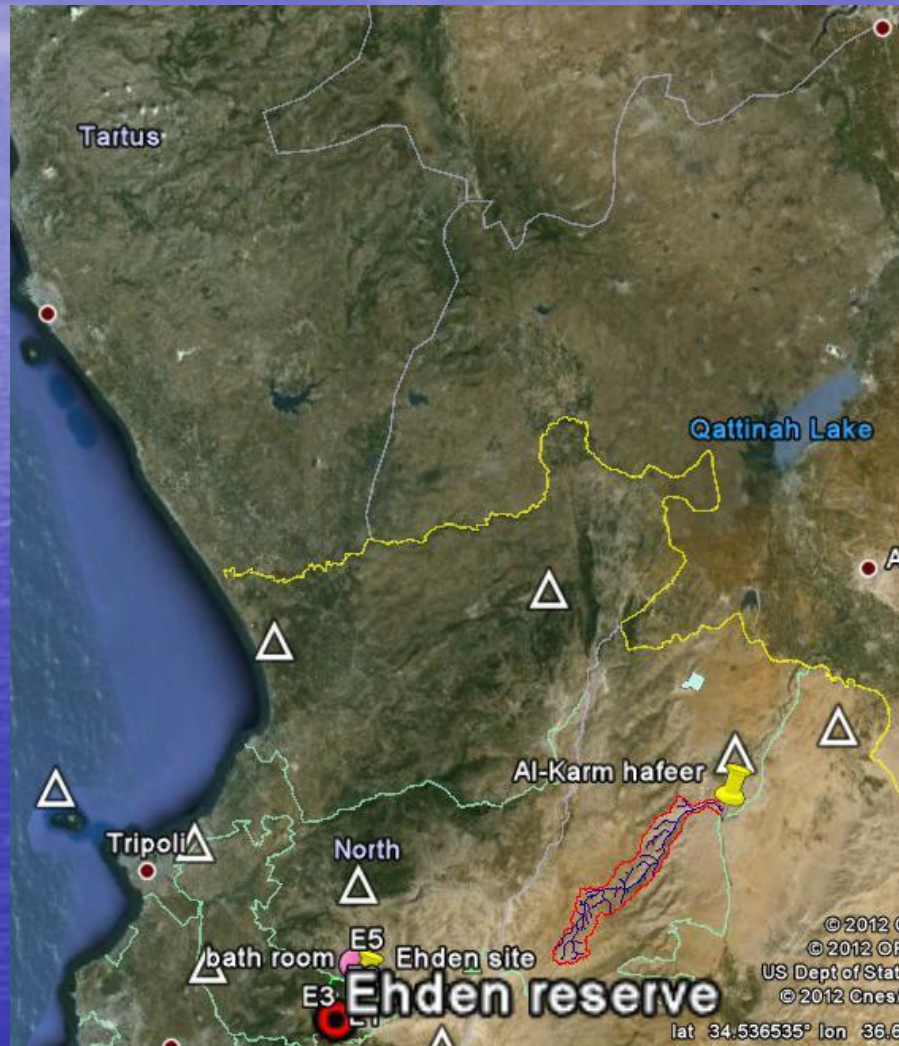 Tartus
Qattinah Lake
A
Al-Karm hafeer
Tripoli
North
E5
bath room
Ehden site
E3
Ehden reserve
© 2012
© 2012
US Dept of Stat
© 2012 Cnes
lat 34.536535° lon 36.6